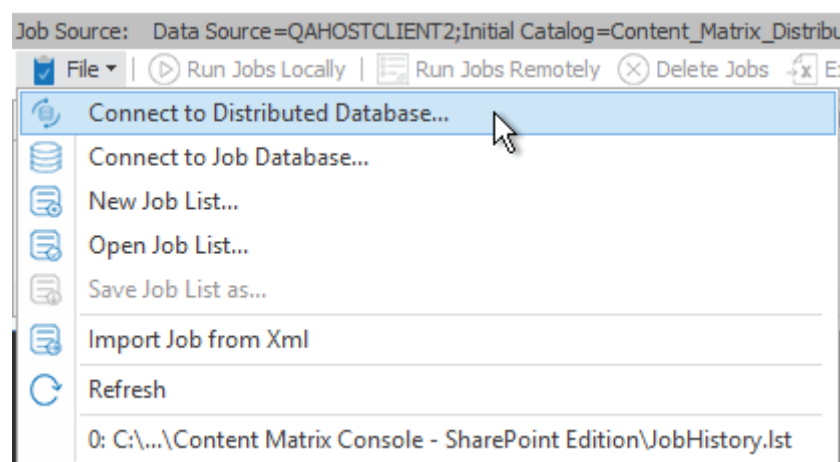 Job Source: Data Source=QAHOSTCLIENT2;Initial Catalog=Content_Matrix_Distribu
File Run Jobs Locally Run Jobs Remotely Delete Jobs
Connect to Distributed Database...
Connect to Job Database...
New Job List...
Open Job List...
Save Job List as...
Import Job from Xml
Refresh
0: C:\...\Content Matrix Console - SharePoint Edition\JobHistory.lst